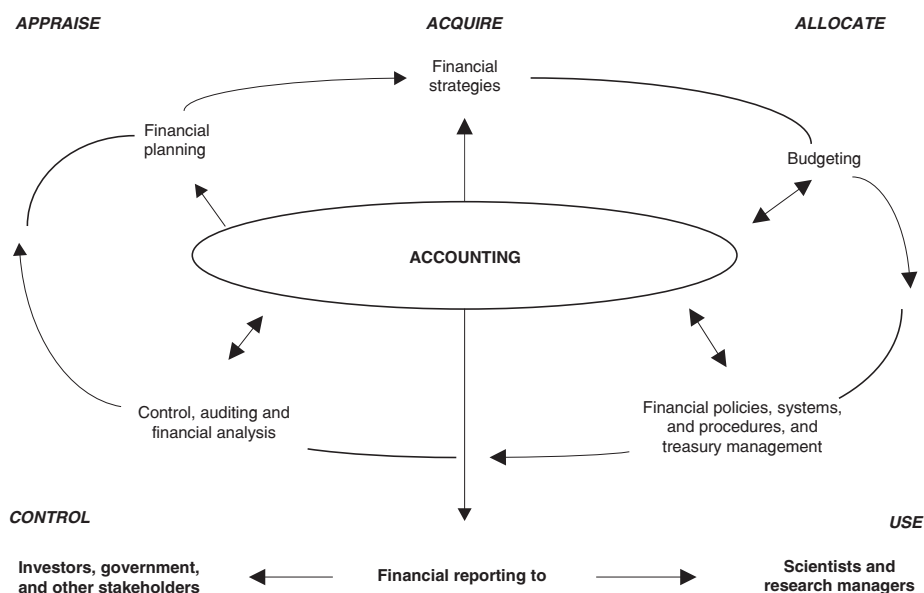 APPRAISE
ACQUIRE
ALLOCATE
Financial
strategies
Financial
planning
Budgeting
ACCOUNTING
Control, auditing and
financial analysis
Financial policies, systems,
and procedures, and
treasury management
CONTROL
USE
Investors, government,
and other stakeholders
Financial reporting to
Scientists and
research managers